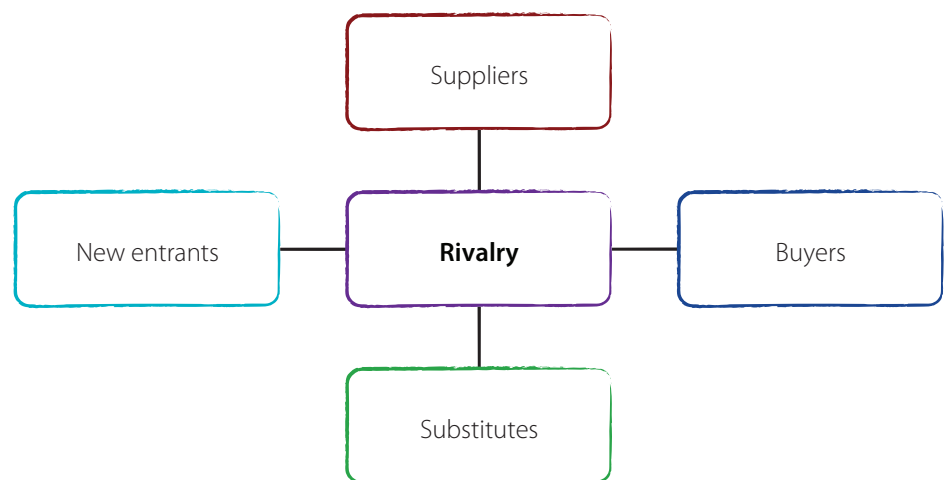 Suppliers
New entrants
Rivalry
Buyers
Substitutes